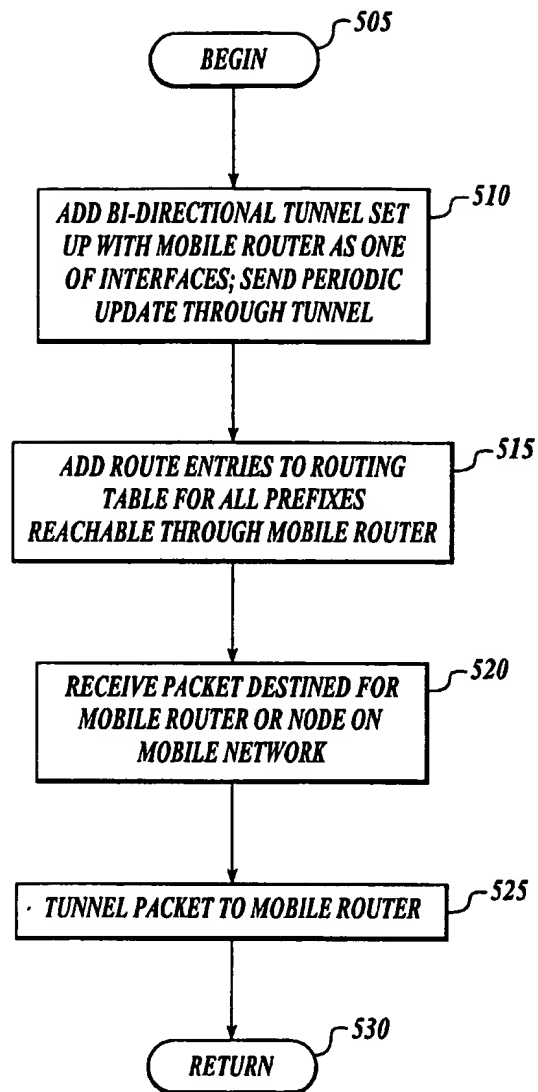 505
BEGIN
510
ADD BI-DIRECTIONAL TUNNEL SET
UP WITH MOBILE ROUTER AS ONE
OF INTERFACES; SEND PERIODIC
UPDATE THROUGH TUNNEL
515
ADD ROUTE ENTRIES TO ROUTING
TABLE FOR ALL PREFIXES
REACHABLE THROUGH MOBILE ROUTER
520
RECEIVE PACKET DESTINED FOR
MOBILE ROUTER OR NODE ON
MOBILE NETWORK
525
TUNNEL PACKET TO MOBILE ROUTER
530
RETURN